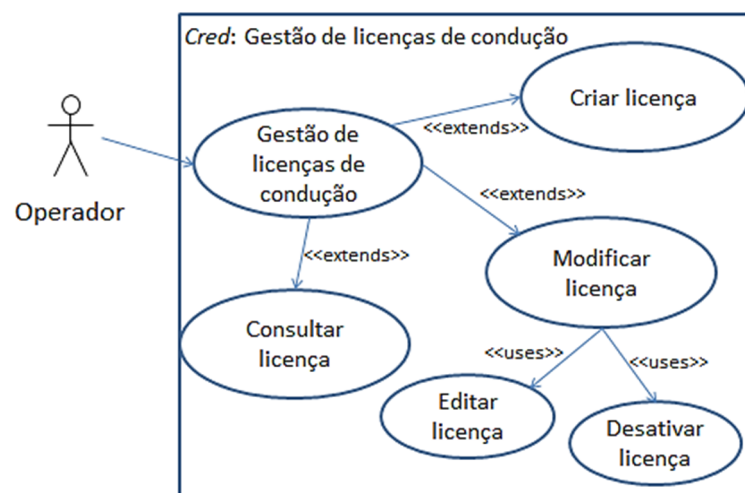 Cred: Gestão de licenças de condução
Criar licença
<<extends>>
Gestão de
licenças de
condução
Operador
<<extends>>
<<extends>>
Modificar
licença
Consultar
licença
<<uses>>
<<uses>>
Editar
licença
Desativar
licença